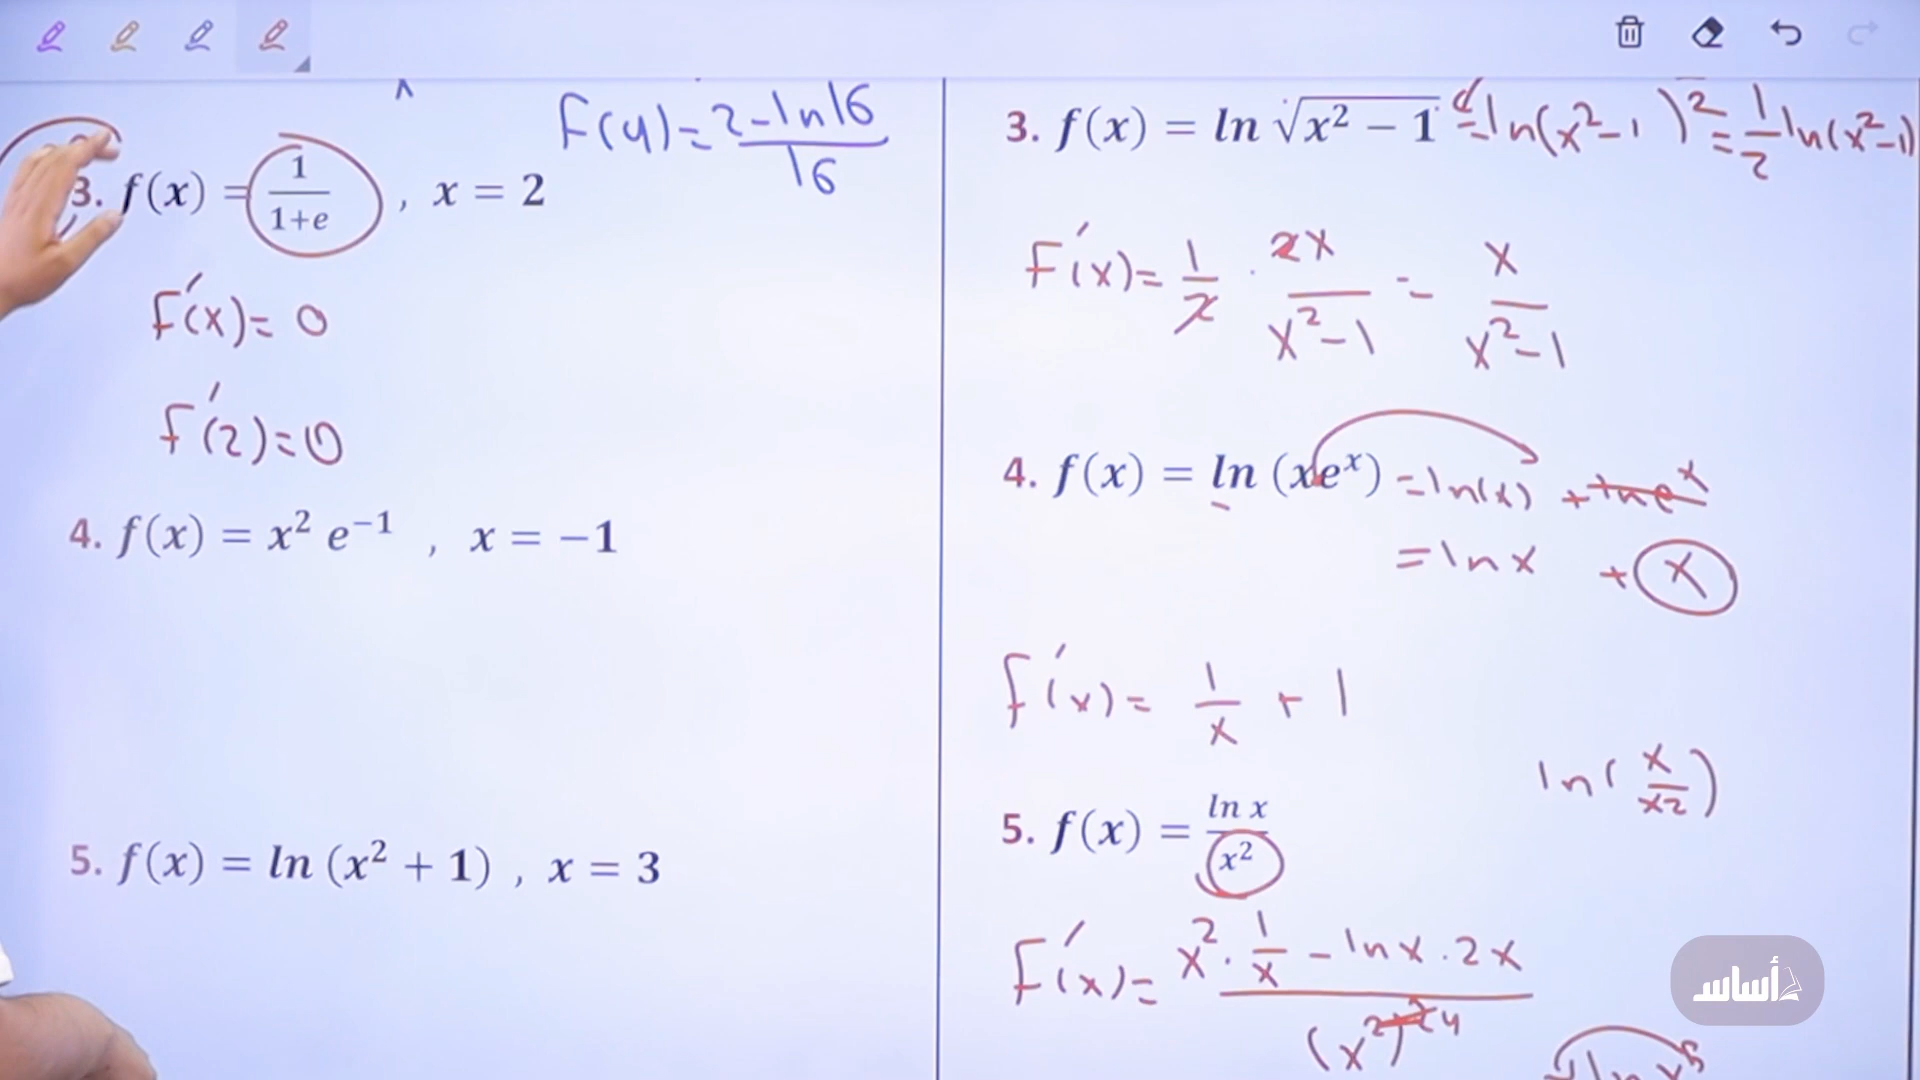 F(4)=2-ln16/16
3. f(x) = 1/(1+e) , x = 2
F'(x)= 0
F'(2)=0
4. f(x) = x² e⁻¹ , x = −1
5. f(x) = ln (x² + 1) , x = 3
3. f(x) = ln √(x² − 1) =ln(x²-1)² = 1/2 ln(x²-1)
F'(x)= 1/2 · 2x/(x²-1) = x/(x²-1)
4. f(x) = ln (xeˣ) =ln(x) + lneˣ
= ln x + x
F'(x)= 1/x + 1
ln(x/x2)
5. f(x) = ln x/x²
F'(x)= x² · 1/x - ln x · 2x
(x²)² 4
أساس